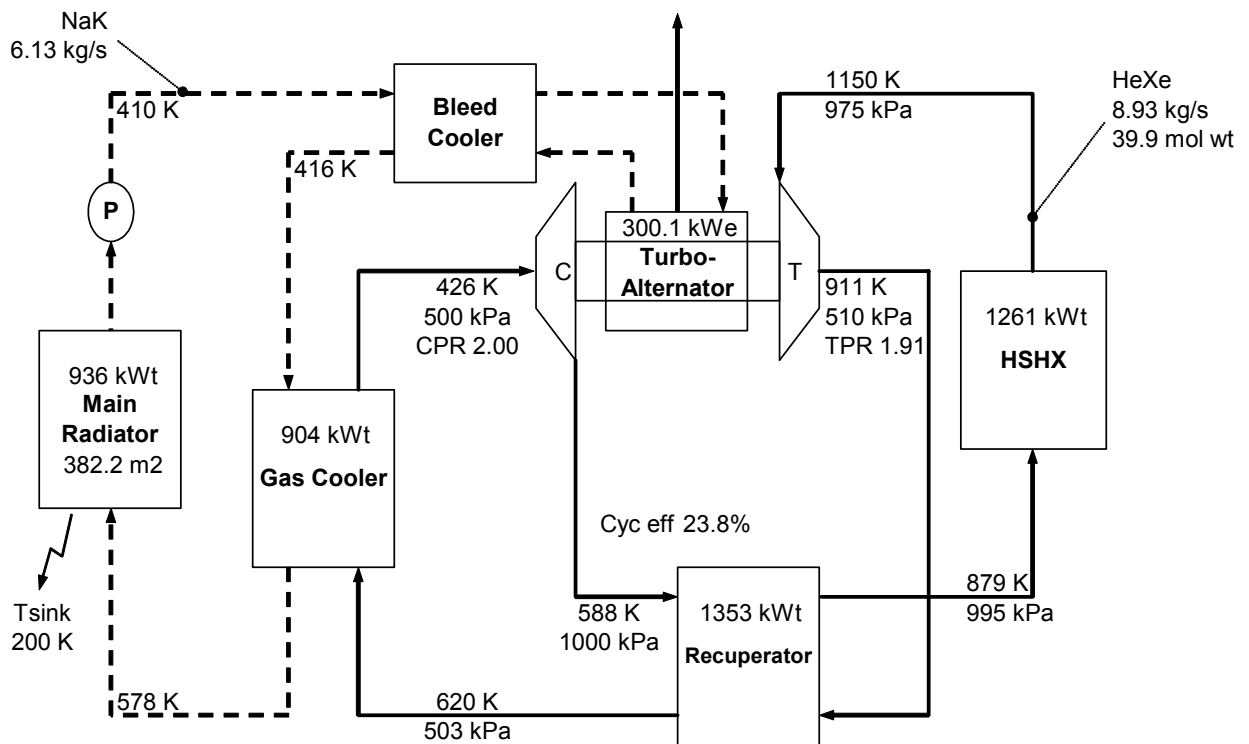 NaK
6.13 kg/s
410 K
Bleed
Cooler
416 K
1150 K
975 kPa
HeXe
8.93 kg/s
39.9 mol wt
P
300.1 kWe
Turbo-
Alternator
C
T
426 K
500 kPa
CPR 2.00
911 K
510 kPa
TPR 1.91
1261 kWt
HSHX
936 kWt
Main
Radiator
382.2 m2
904 kWt
Gas Cooler
Cyc eff 23.8%
Tsink
200 K
588 K
1000 kPa
1353 kWt
Recuperator
879 K
995 kPa
578 K
620 K
503 kPa